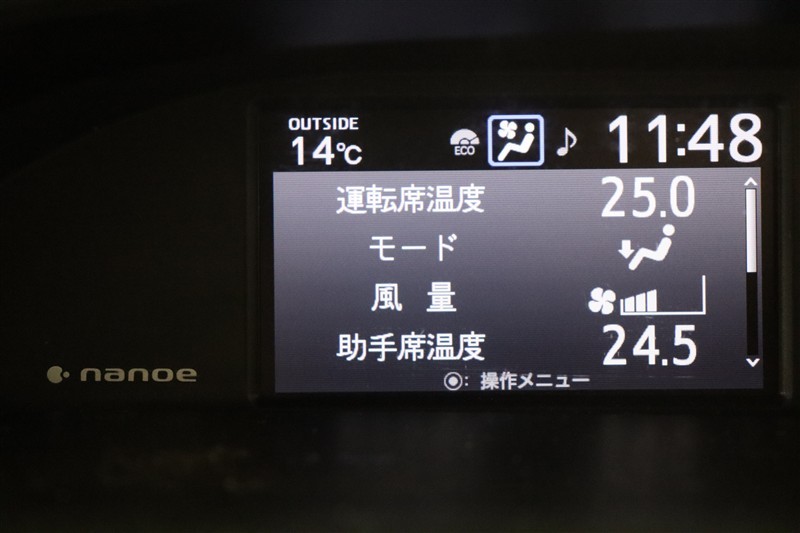 OUTSIDE
14℃
ECO
11:48
運転席温度 25.0
モード
風量
助手席温度 24.5
: 操作メニュー
nanoe